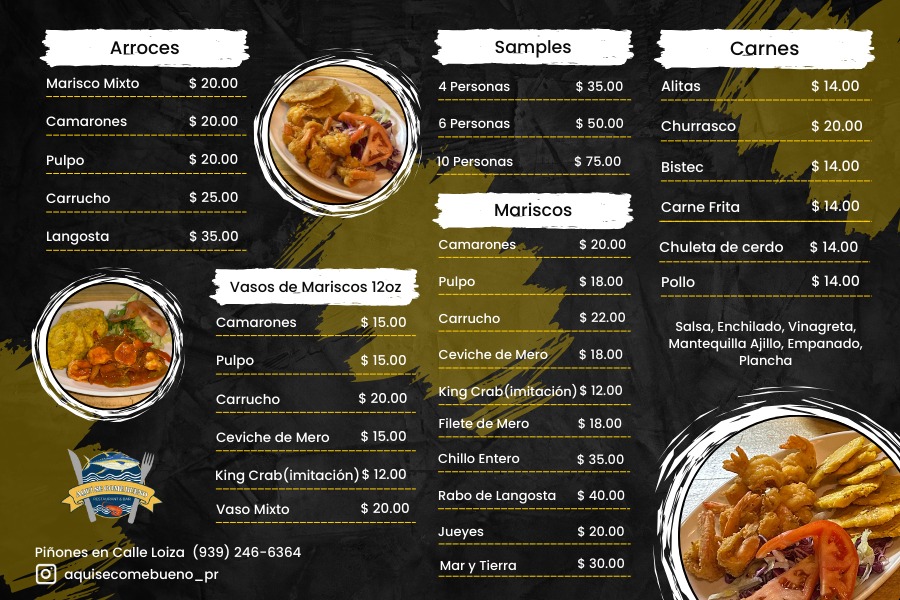 Arroces
Marisco Mixto $ 20.00
Camarones $ 20.00
Pulpo $ 20.00
Carrucho $ 25.00
Langosta $ 35.00
Vasos de Mariscos 12oz
Camarones $ 15.00
Pulpo $ 15.00
Carrucho $ 20.00
Ceviche de Mero $ 15.00
King Crab(imitación) $ 12.00
Vaso Mixto $ 20.00
AQUI SE COME BUENO
RESTAURANT & BAR
Piñones en Calle Loiza (939) 246-6364
aquisecomebueno_pr
Samples
4 Personas $ 35.00
6 Personas $ 50.00
10 Personas $ 75.00
Mariscos
Camarones $ 20.00
Pulpo $ 18.00
Carrucho $ 22.00
Ceviche de Mero $ 18.00
King Crab(imitación) $ 12.00
Filete de Mero $ 18.00
Chillo Entero $ 35.00
Rabo de Langosta $ 40.00
Jueyes $ 20.00
Mar y Tierra $ 30.00
Carnes
Alitas $ 14.00
Churrasco $ 20.00
Bistec $ 14.00
Carne Frita $ 14.00
Chuleta de cerdo $ 14.00
Pollo $ 14.00
Salsa, Enchilado, Vinagreta,
Mantequilla Ajillo, Empanado,
Plancha